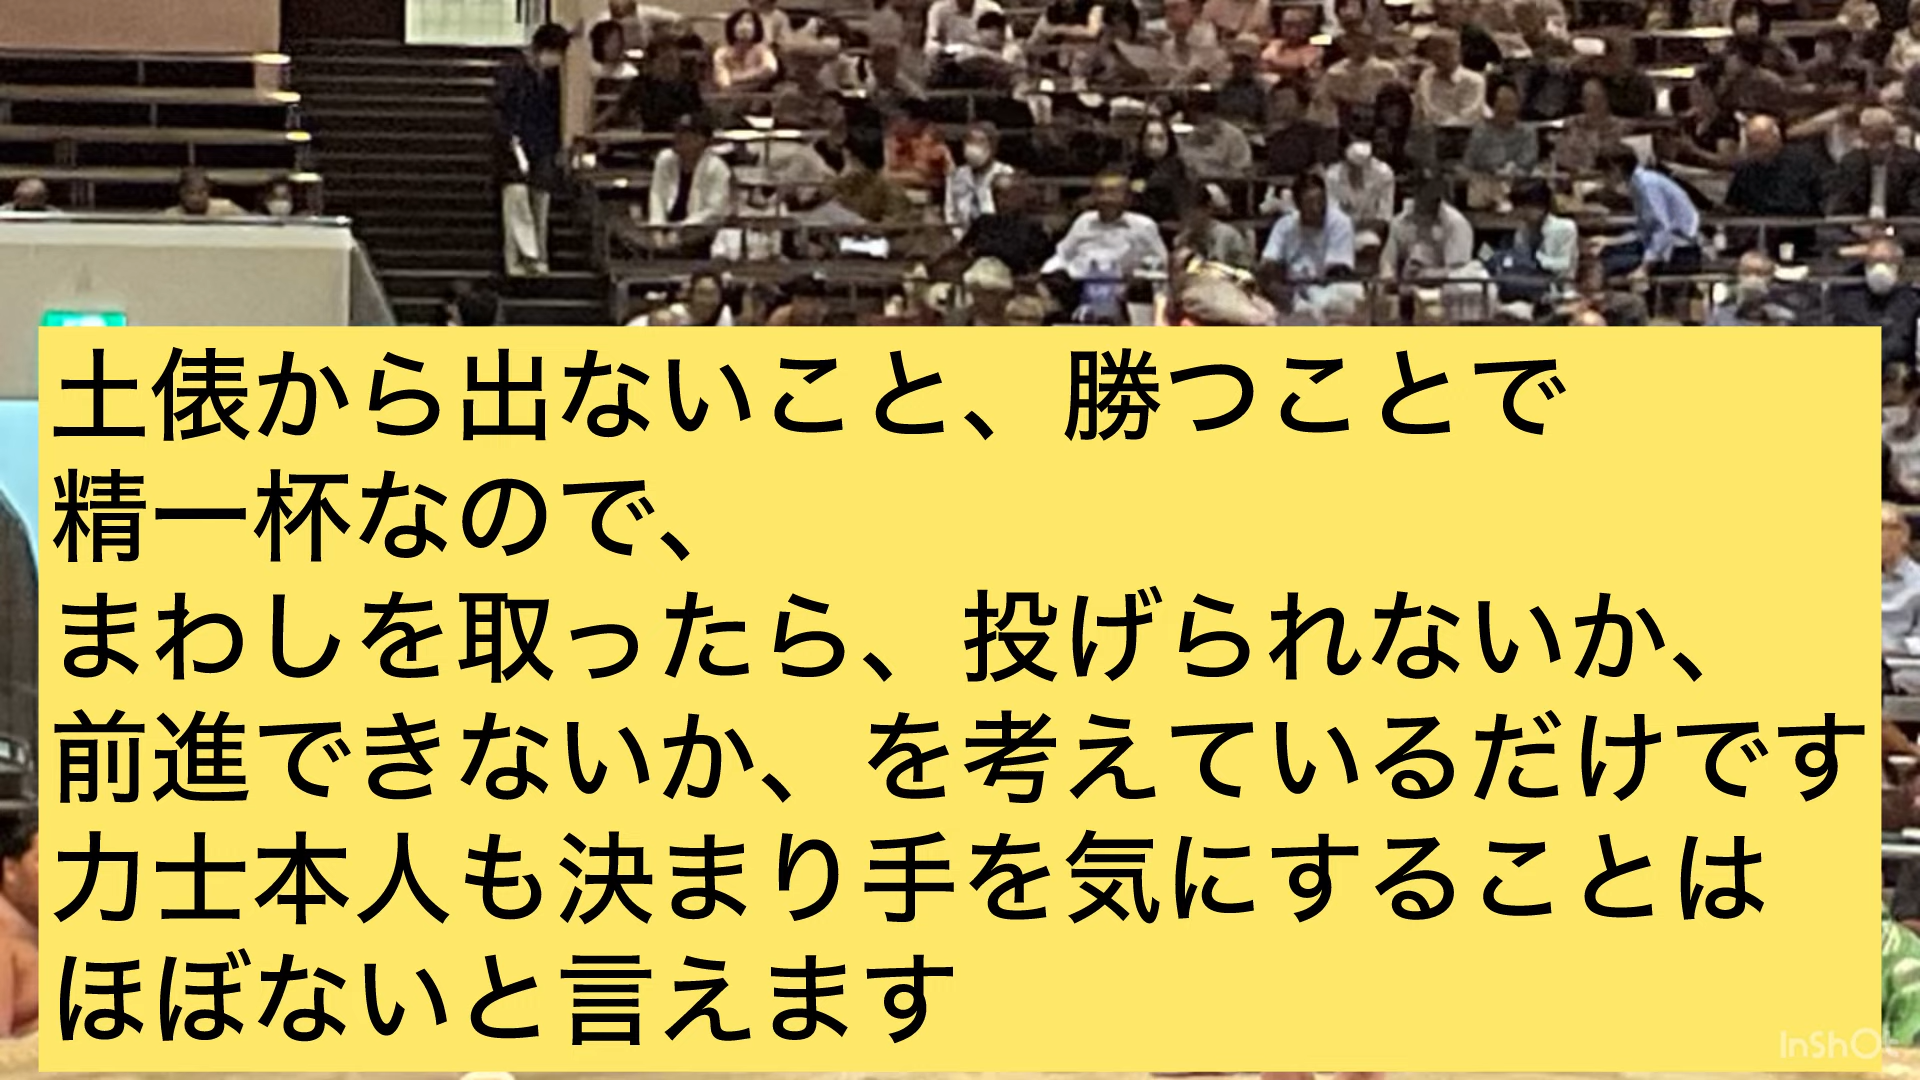 土俵から出ないこと、勝つことで
精一杯なので、
まわしを取ったら、投げられないか、
前進できないか、を考えているだけです
力士本人も決まり手を気にすることは
ほぼないと言えます
InShOt